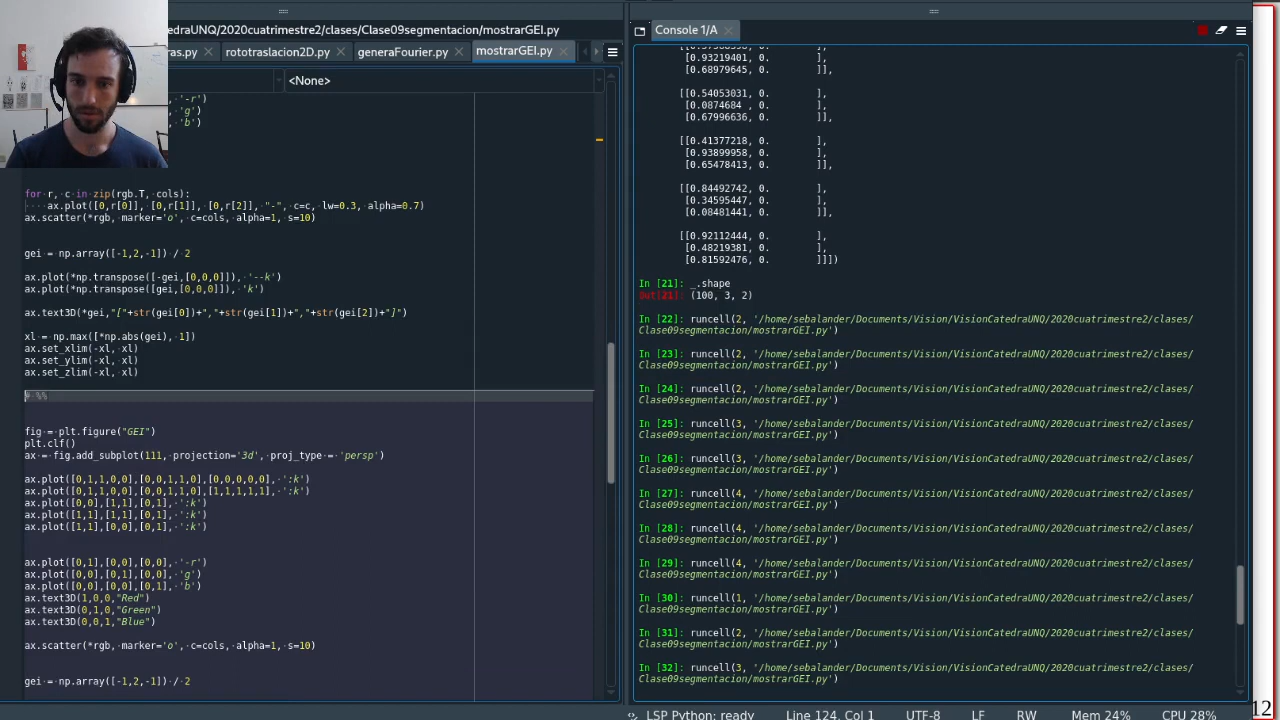 edraUNQ/2020cuatrimestre2/clases/Clase09segmentación/mostrarGEI.py
ras.py
rototraslacion2D.py
generaFourier.py
mostrarGEI.py
<None>
, '-r')
, 'g')
, 'b')
for r, c in zip(rgb.T, cols):
ax.plot([0,r[0]], [0,r[1]], [0,r[2]], "-", c=c, lw=0.3, alpha=0.7)
ax.scatter(*rgb, marker='o', c=cols, alpha=1, s=10)
gei = np.array([-1,2,-1]) / 2
ax.plot(*np.transpose([-gei,[0,0,0]]), '--k')
ax.plot(*np.transpose([gei,[0,0,0]]), 'k')
ax.text3D(*gei,"["+str(gei[0])+","+str(gei[1])+","+str(gei[2])+"]")
xl = np.max([*np.abs(gei), 1])
ax.set_xlim(-xl, xl)
ax.set_ylim(-xl, xl)
ax.set_zlim(-xl, xl)
# %%
fig = plt.figure("GEI")
plt.clf()
ax = fig.add_subplot(111, projection='3d', proj_type = 'persp')
ax.plot([0,1,1,0,0],[0,0,1,1,0],[0,0,0,0,0], ':k')
ax.plot([0,1,1,0,0],[0,0,1,1,0],[1,1,1,1,1], ':k')
ax.plot([0,0],[1,1],[0,1], ':k')
ax.plot([1,1],[1,1],[0,1], ':k')
ax.plot([1,1],[0,0],[0,1], ':k')
ax.plot([0,1],[0,0],[0,0], '-r')
ax.plot([0,0],[0,1],[0,0], 'g')
ax.plot([0,0],[0,0],[0,1], 'b')
ax.text3D(1,0,0,"Red")
ax.text3D(0,1,0,"Green")
ax.text3D(0,0,1,"Blue")
ax.scatter(*rgb, marker='o', c=cols, alpha=1, s=10)
gei = np.array([-1,2,-1]) / 2
Console 1/A
[0.93219401, 0. ],
[0.68979645, 0. ]],
[[0.54053031, 0. ],
[0.0874684 , 0. ],
[0.67996636, 0. ]],
[[0.41377218, 0. ],
[0.93899958, 0. ],
[0.65478413, 0. ]],
[[0.84492742, 0. ],
[0.34595447, 0. ],
[0.08481441, 0. ]],
[[0.92112444, 0. ],
[0.48219381, 0. ],
[0.81592476, 0. ]]])
In [21]: _.shape
Out[21]: (100, 3, 2)
In [22]: runcell(2, '/home/sebalander/Documents/Vision/VisionCatedraUNQ/2020cuatrimestre2/clases/
Clase09segmentacion/mostrarGEI.py')
In [23]: runcell(2, '/home/sebalander/Documents/Vision/VisionCatedraUNQ/2020cuatrimestre2/clases/
Clase09segmentacion/mostrarGEI.py')
In [24]: runcell(2, '/home/sebalander/Documents/Vision/VisionCatedraUNQ/2020cuatrimestre2/clases/
Clase09segmentacion/mostrarGEI.py')
In [25]: runcell(3, '/home/sebalander/Documents/Vision/VisionCatedraUNQ/2020cuatrimestre2/clases/
Clase09segmentacion/mostrarGEI.py')
In [26]: runcell(3, '/home/sebalander/Documents/Vision/VisionCatedraUNQ/2020cuatrimestre2/clases/
Clase09segmentacion/mostrarGEI.py')
In [27]: runcell(4, '/home/sebalander/Documents/Vision/VisionCatedraUNQ/2020cuatrimestre2/clases/
Clase09segmentacion/mostrarGEI.py')
In [28]: runcell(4, '/home/sebalander/Documents/Vision/VisionCatedraUNQ/2020cuatrimestre2/clases/
Clase09segmentacion/mostrarGEI.py')
In [29]: runcell(4, '/home/sebalander/Documents/Vision/VisionCatedraUNQ/2020cuatrimestre2/clases/
Clase09segmentacion/mostrarGEI.py')
In [30]: runcell(1, '/home/sebalander/Documents/Vision/VisionCatedraUNQ/2020cuatrimestre2/clases/
Clase09segmentacion/mostrarGEI.py')
In [31]: runcell(2, '/home/sebalander/Documents/Vision/VisionCatedraUNQ/2020cuatrimestre2/clases/
Clase09segmentacion/mostrarGEI.py')
In [32]: runcell(3, '/home/sebalander/Documents/Vision/VisionCatedraUNQ/2020cuatrimestre2/clases/
Clase09segmentacion/mostrarGEI.py')
LSP Python: ready Line 124, Col 1 UTF-8 LF RW Mem 24% CPU 28%
12